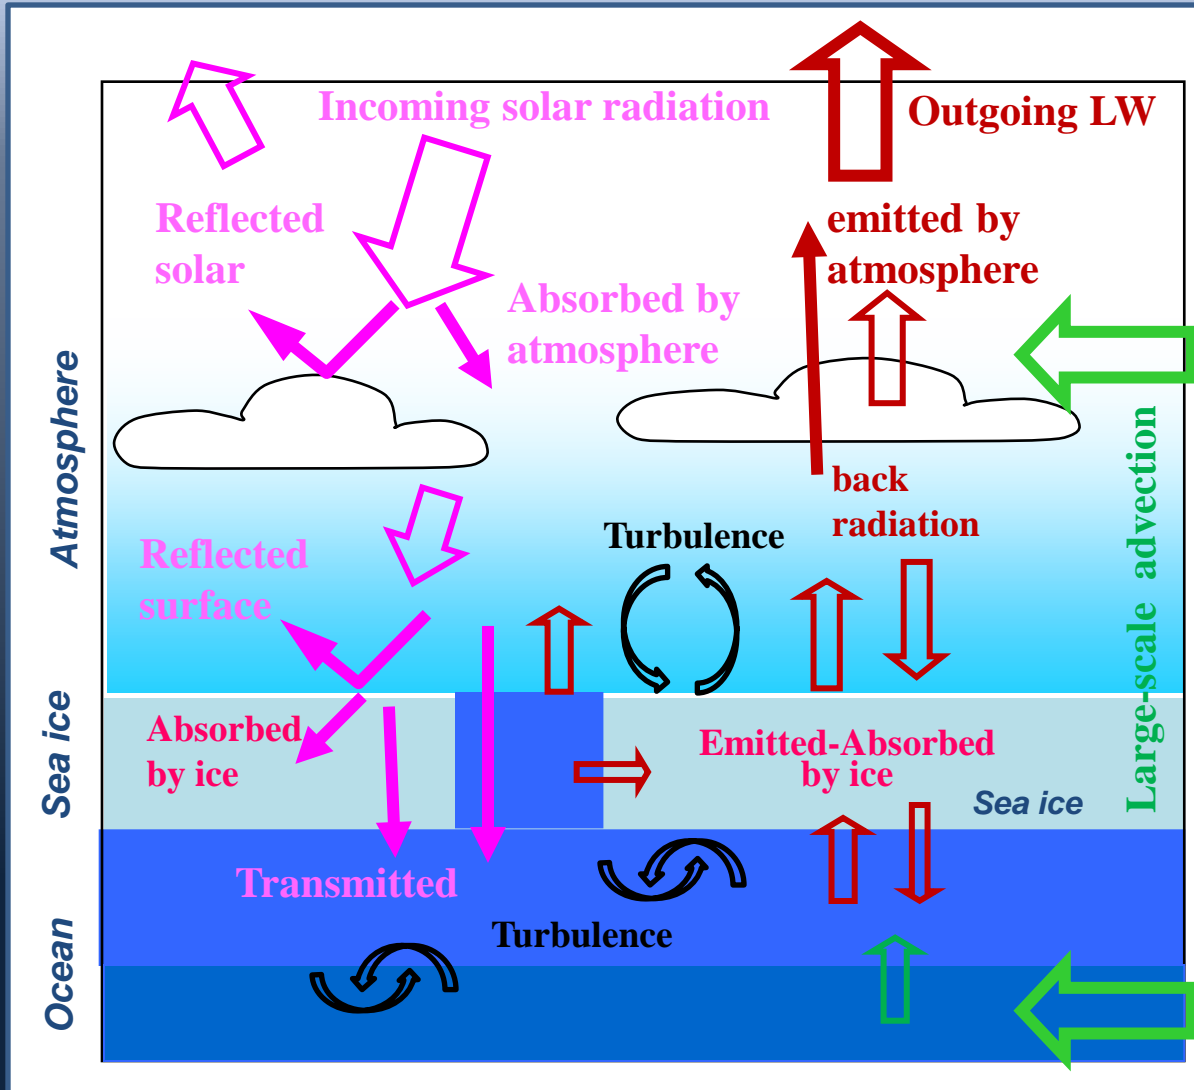 Incoming solar radiation
Outgoing LW
Reflected
solar
emitted by
atmosphere
Absorbed by
atmosphere
Atmosphere
back
radiation
Turbulence
Reflected
surface
Large-scale advection
Sea ice
Absorbed
by ice
Emitted-Absorbed
by ice
Sea ice
Transmitted
Turbulence
Ocean